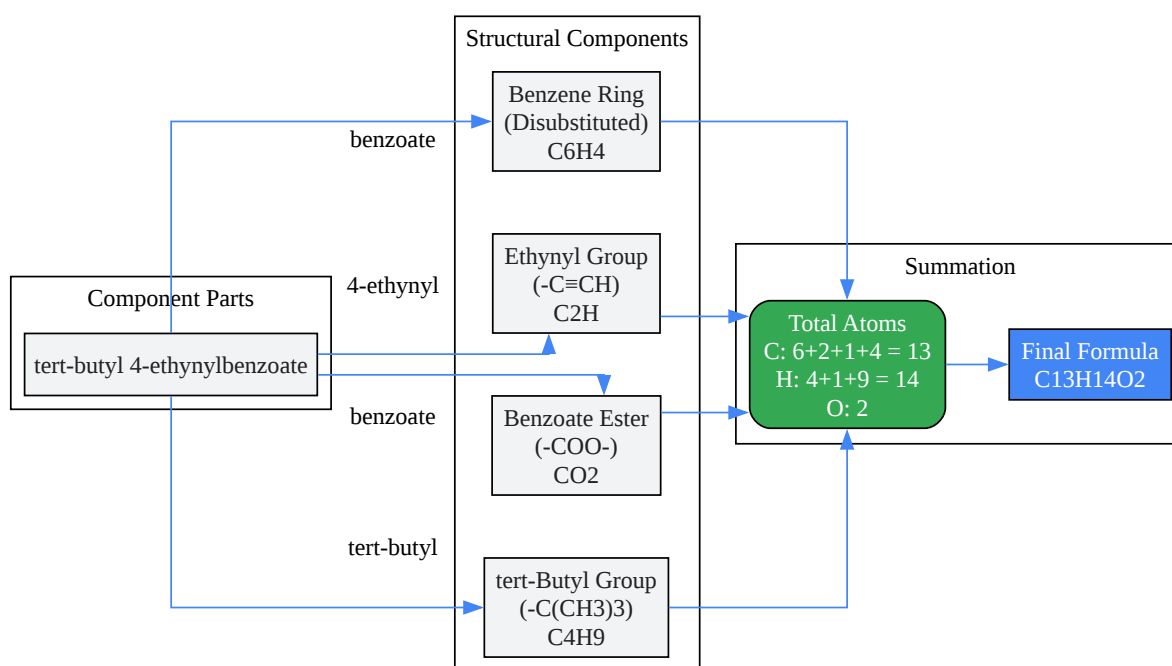 Structural Components
Benzene Ring
(Disubstituted)
C6H4
benzoate
Ethynyl Group
(-C≡CH)
C2H
4-ethynyl
Component Parts
tert-butyl 4-ethynylbenzoate
benzoate
Benzoate Ester
(-COO-)
CO2
tert-butyl
tert-Butyl Group
(-C(CH3)3)
C4H9
Summation
Total Atoms
C: 6+2+1+4 = 13
H: 4+1+9 = 14
O: 2
Final Formula
C13H14O2